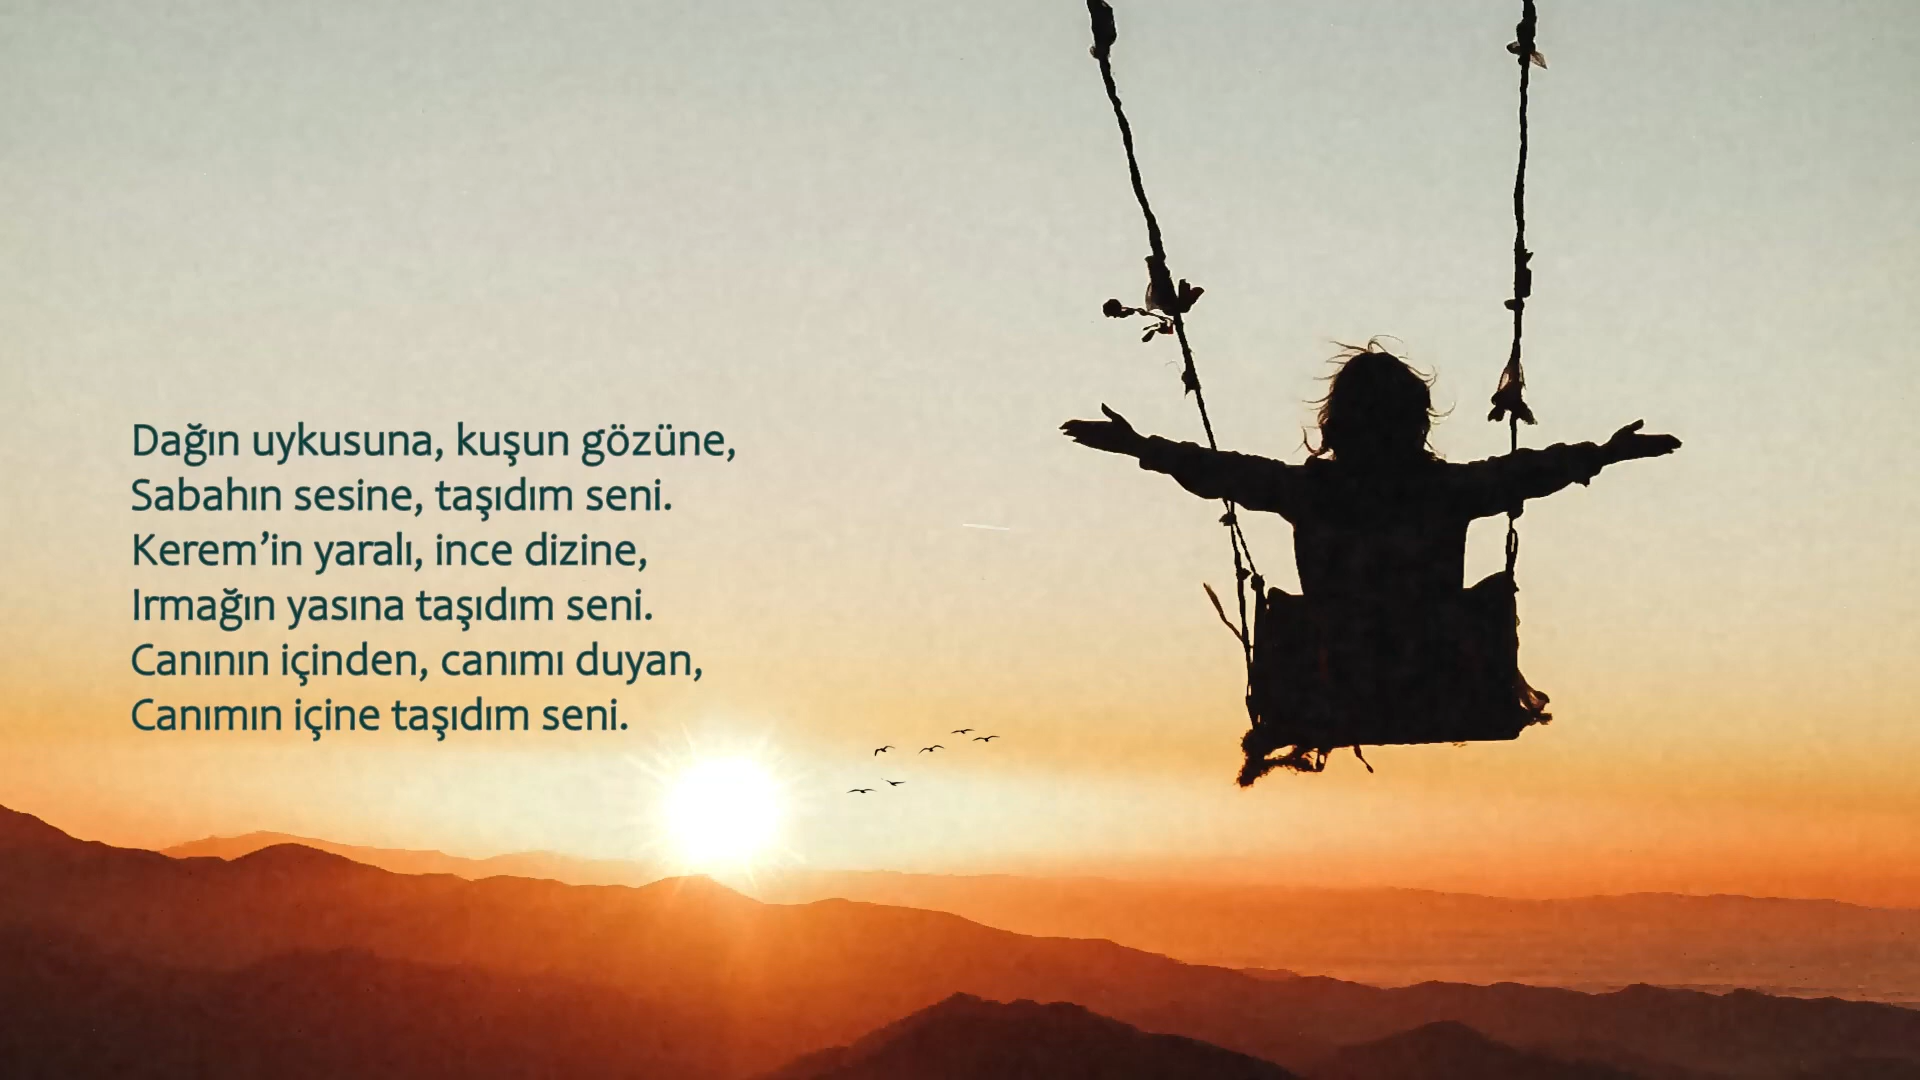 Dağın uykusuna, kuşun gözüne,
Sabahın sesine, taşıdım seni.
Kerem’in yaralı, ince dizine,
Irmağın yasına taşıdım seni.
Canının içinden, canımı duyan,
Canımın içine taşıdım seni.